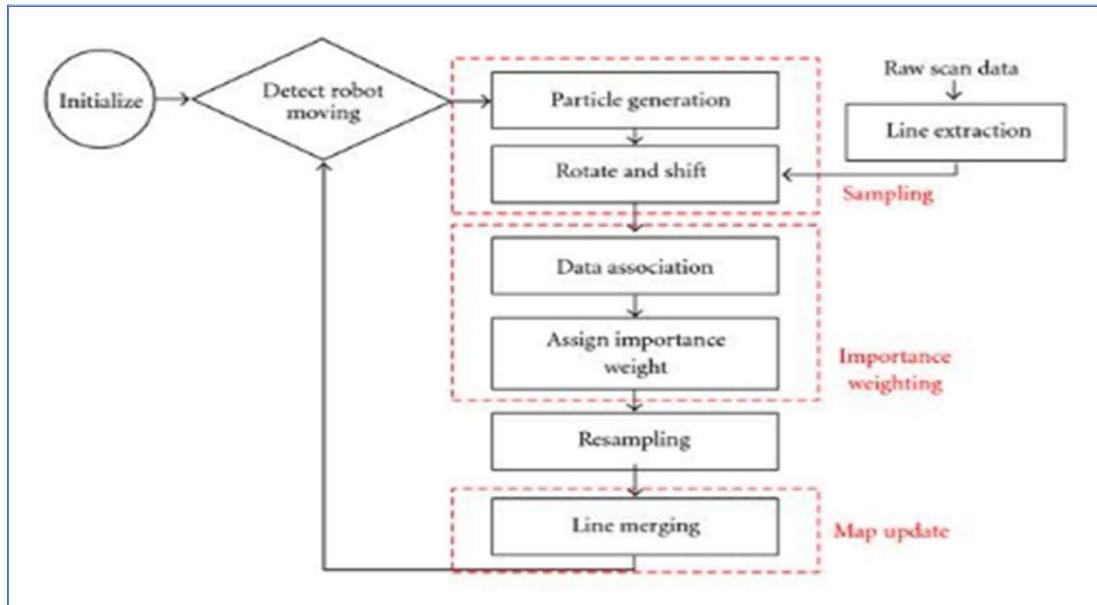 Initialize
Detect robot
moving
Particle generation
Rotate and shift
Raw scan data
Line extraction
Sampling
Data association
Assign importance
weight
Importance
weighting
Resampling
Line merging
Map update